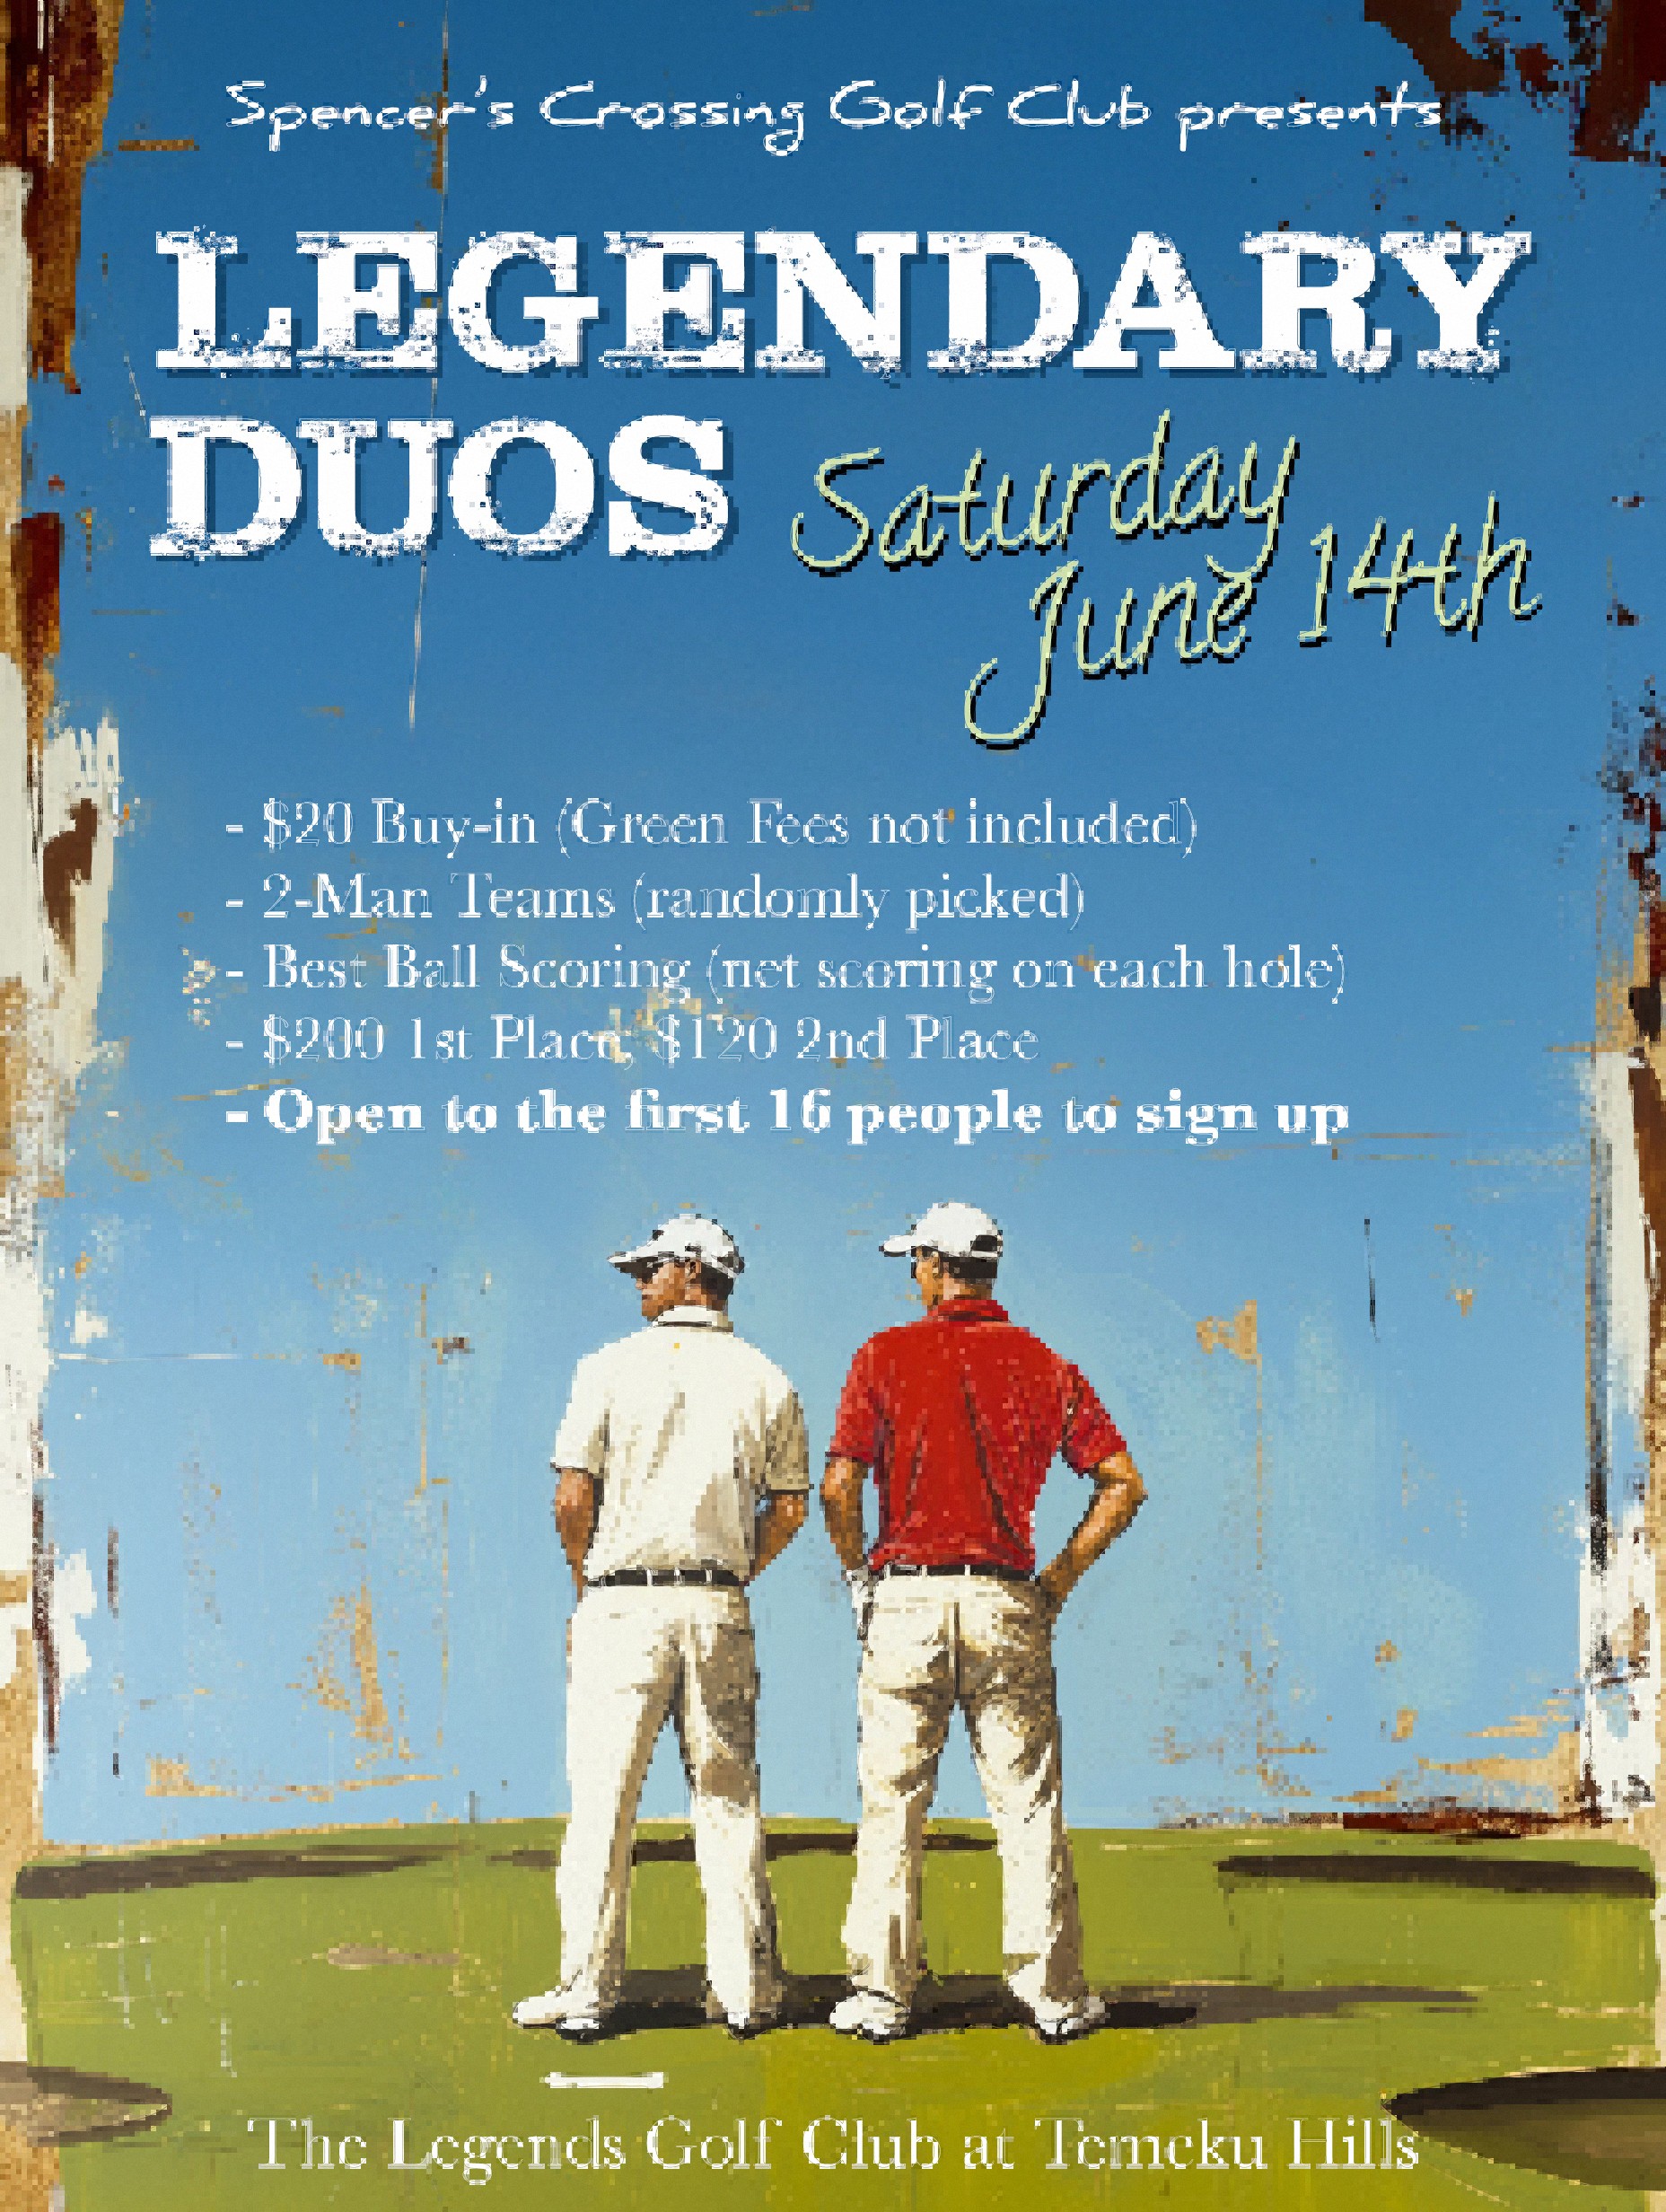 Spencer's Crossing Golf Club presents
LEGENDARY
DUOS
Saturday
June 14th
- $20 Buy-in (Green Fees not included)
- 2-Man Teams (randomly picked)
- Best Ball Scoring (net scoring on each hole)
- $200 1st Place, $120 2nd Place
- Open to the first 16 people to sign up
The Legends Golf Club at Temeku Hills